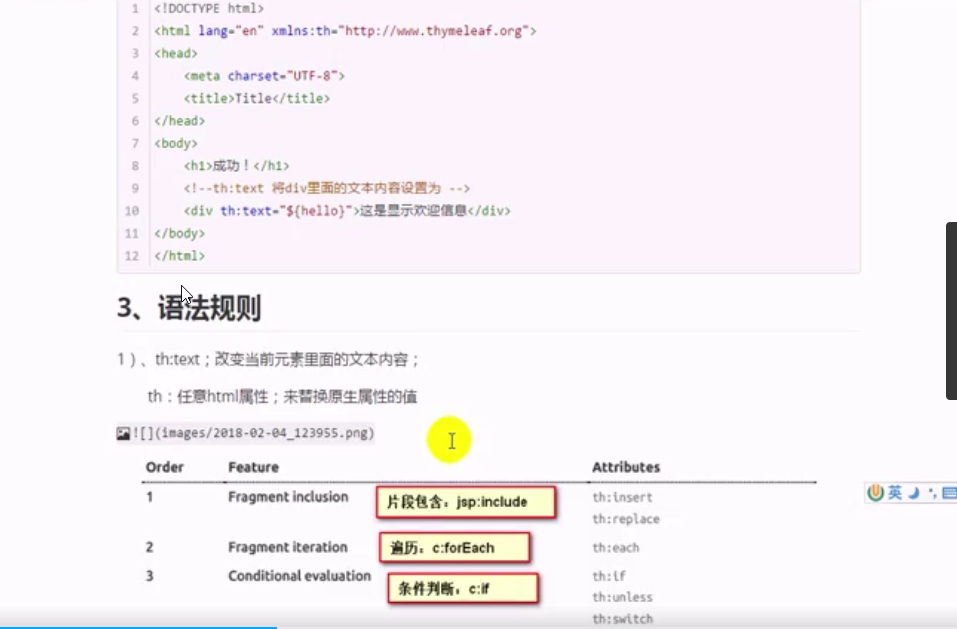 1 <!DOCTYPE html>
2 <html lang="en" xmlns:th="http://www.thymeleaf.org">
3 <head>
4 <meta charset="UTF-8">
5 <title>Title</title>
6 </head>
7 <body>
8 <h1>成功！</h1>
9 <!--th:text 将div里面的文本内容设置为 -->
10 <div th:text="${hello}">这是显示欢迎信息</div>
11 </body>
12 </html>
3、语法规则
1）、th:text；改变当前元素里面的文本内容；
th：任意html属性；未替换原生属性的值
![](images/2018-02-04_123955.png)
Order Feature Attributes
1 Fragment inclusion 片段包含：jsp:include th:insert
th:replace
2 Fragment iteration 遍历：c:forEach th:each
3 Conditional evaluation 条件判断：c:if th:if
th:unless
th:switch
英